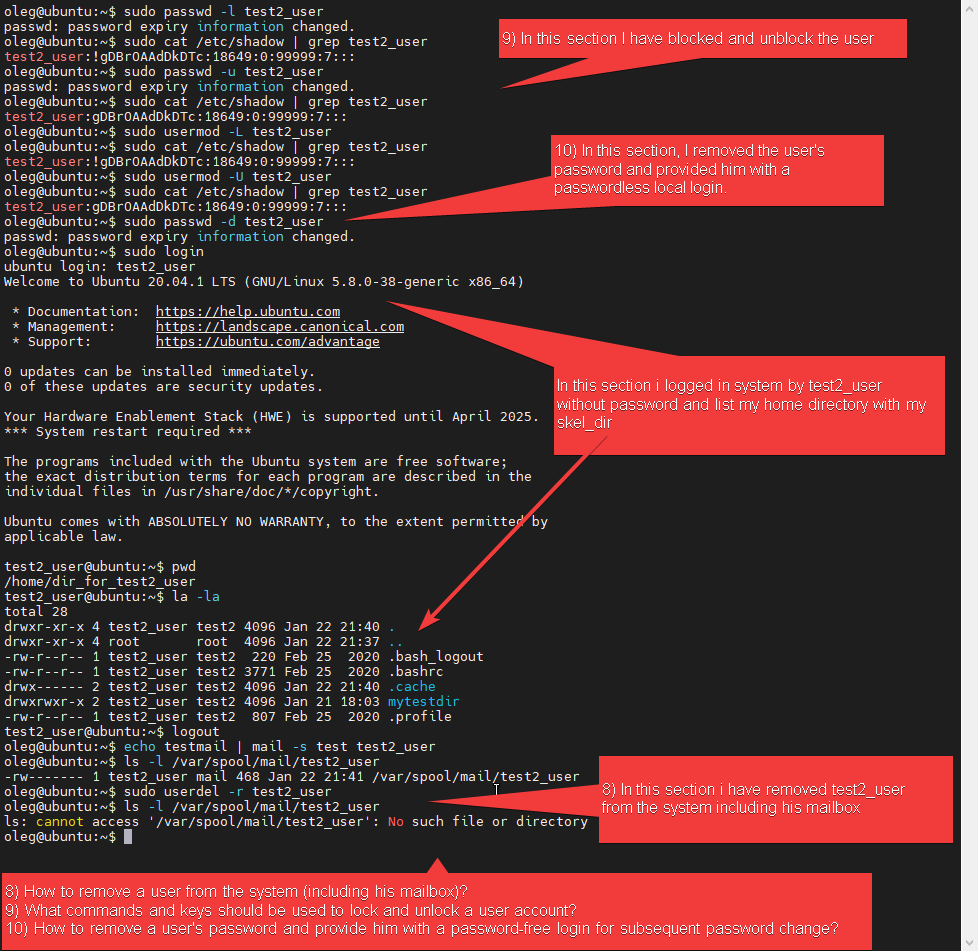 oleg@ubuntu:~$ sudo passwd -l test2_user
passwd: password expiry information changed.
oleg@ubuntu:~$ sudo cat /etc/shadow | grep test2_user
test2_user:!gDBrOAAdDkDTc:18649:0:99999:7:::
oleg@ubuntu:~$ sudo passwd -u test2_user
passwd: password expiry information changed.
oleg@ubuntu:~$ sudo cat /etc/shadow | grep test2_user
test2_user:gDBrOAAdDkDTc:18649:0:99999:7:::
oleg@ubuntu:~$ sudo usermod -L test2_user
oleg@ubuntu:~$ sudo cat /etc/shadow | grep test2_user
test2_user:!gDBrOAAdDkDTc:18649:0:99999:7:::
oleg@ubuntu:~$ sudo usermod -U test2_user
oleg@ubuntu:~$ sudo cat /etc/shadow | grep test2_user
test2_user:gDBrOAAdDkDTc:18649:0:99999:7:::
oleg@ubuntu:~$ sudo passwd -d test2_user
passwd: password expiry information changed.
oleg@ubuntu:~$ sudo login
ubuntu login: test2_user
Welcome to Ubuntu 20.04.1 LTS (GNU/Linux 5.8.0-38-generic x86_64)
* Documentation: https://help.ubuntu.com
* Management: https://landscape.canonical.com
* Support: https://ubuntu.com/advantage
0 updates can be installed immediately.
0 of these updates are security updates.
Your Hardware Enablement Stack (HWE) is supported until April 2025.
*** System restart required ***
The programs included with the Ubuntu system are free software;
the exact distribution terms for each program are described in the
individual files in /usr/share/doc/*/copyright.
Ubuntu comes with ABSOLUTELY NO WARRANTY, to the extent permitted by
applicable law.
test2_user@ubuntu:~$ pwd
/home/dir_for_test2_user
test2_user@ubuntu:~$ la -la
total 28
drwxr-xr-x 4 test2_user test2 4096 Jan 22 21:40 .
drwxr-xr-x 4 root root 4096 Jan 22 21:37 ..
-rw-r--r-- 1 test2_user test2 220 Feb 25 2020 .bash_logout
-rw-r--r-- 1 test2_user test2 3771 Feb 25 2020 .bashrc
drwx------ 2 test2_user test2 4096 Jan 22 21:40 .cache
drwxrwxr-x 2 test2_user test2 4096 Jan 21 18:03 mytestdir
-rw-r--r-- 1 test2_user test2 807 Feb 25 2020 .profile
test2_user@ubuntu:~$ logout
oleg@ubuntu:~$ echo testmail | mail -s test test2_user
oleg@ubuntu:~$ ls -l /var/spool/mail/test2_user
-rw------- 1 test2_user mail 468 Jan 22 21:41 /var/spool/mail/test2_user
oleg@ubuntu:~$ sudo userdel -r test2_user
oleg@ubuntu:~$ ls -l /var/spool/mail/test2_user
ls: cannot access '/var/spool/mail/test2_user': No such file or directory
oleg@ubuntu:~$
9) In this section I have blocked and unblock the user
10) In this section, I removed the user's
password and provided him with a
passwordless local login.
In this section i logged in system by test2_user
without password and list my home directory with my
skel_dir
8) In this section i have removed test2_user
from the system including his mailbox
8) How to remove a user from the system (including his mailbox)?
9) What commands and keys should be used to lock and unlock a user account?
10) How to remove a user's password and provide him with a password-free login for subsequent password change?